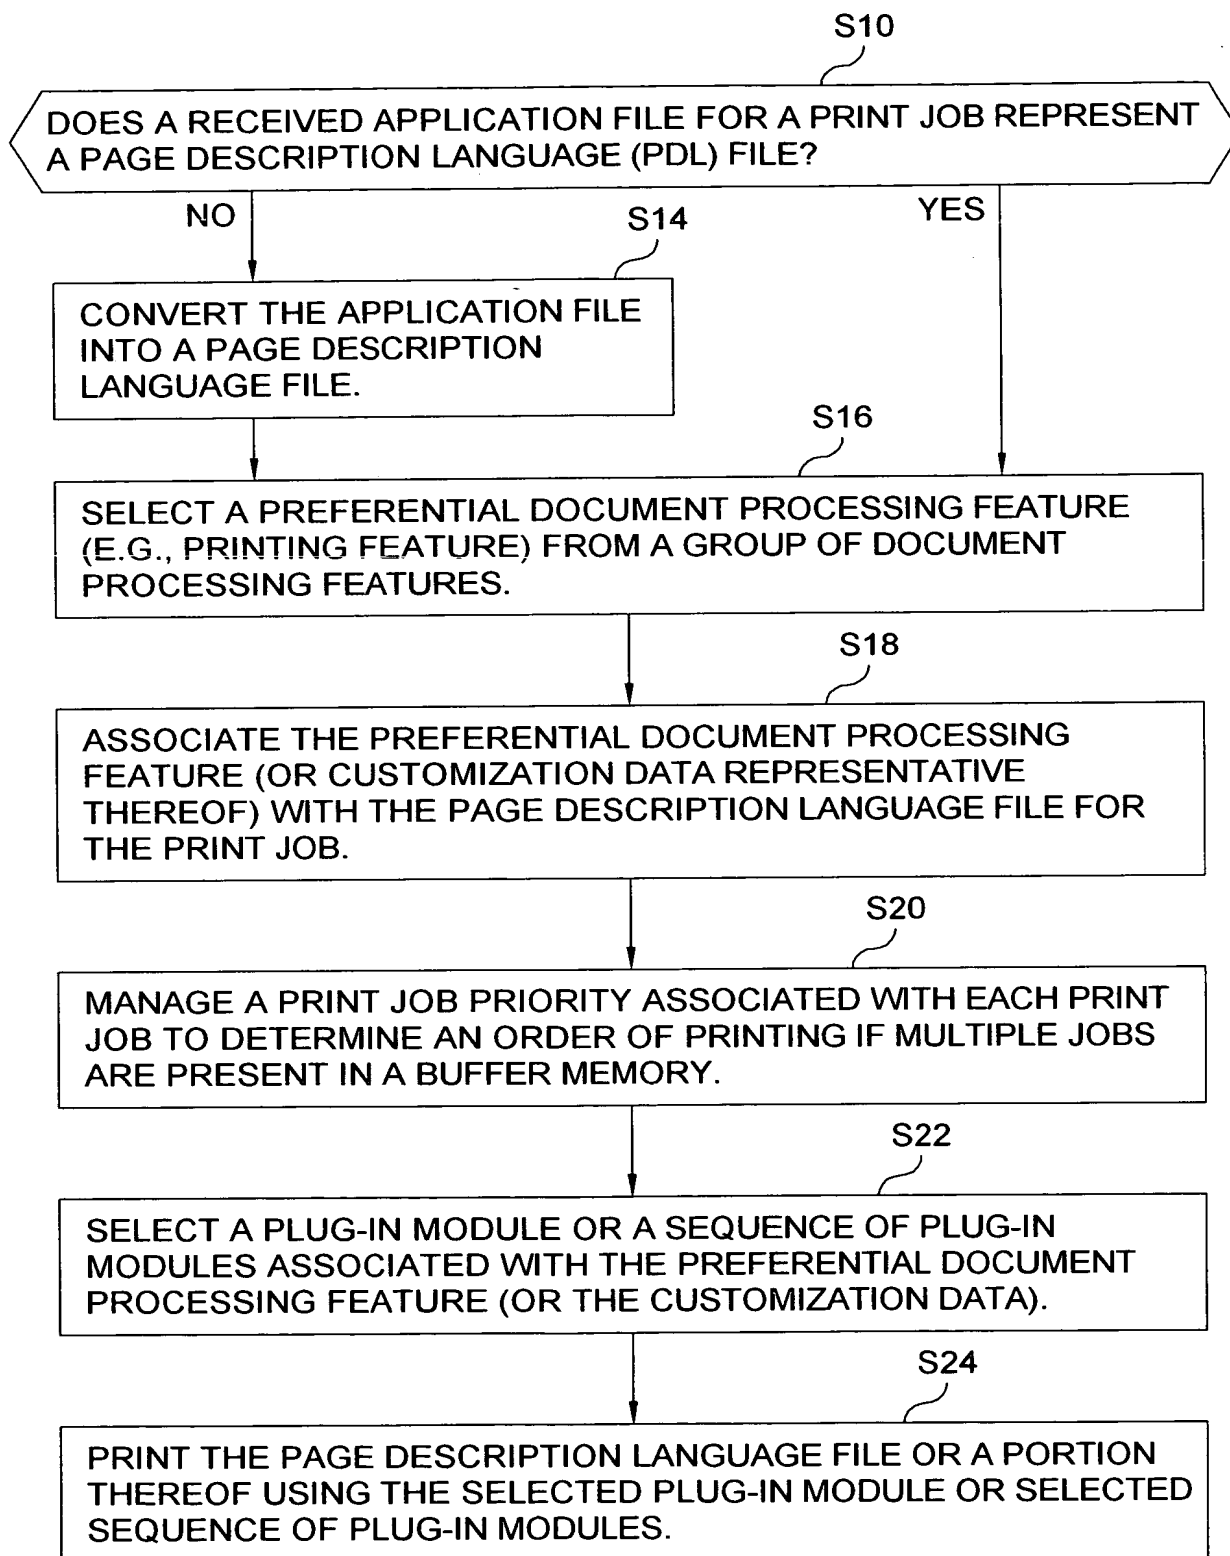 S10
DOES A RECEIVED APPLICATION FILE FOR A PRINT JOB REPRESENT
A PAGE DESCRIPTION LANGUAGE (PDL) FILE?
NO
YES
S14
CONVERT THE APPLICATION FILE
INTO A PAGE DESCRIPTION
LANGUAGE FILE.
S16
SELECT A PREFERENTIAL DOCUMENT PROCESSING FEATURE
(E.G., PRINTING FEATURE) FROM A GROUP OF DOCUMENT
PROCESSING FEATURES.
S18
ASSOCIATE THE PREFERENTIAL DOCUMENT PROCESSING
FEATURE (OR CUSTOMIZATION DATA REPRESENTATIVE
THEREOF) WITH THE PAGE DESCRIPTION LANGUAGE FILE FOR
THE PRINT JOB.
S20
MANAGE A PRINT JOB PRIORITY ASSOCIATED WITH EACH PRINT
JOB TO DETERMINE AN ORDER OF PRINTING IF MULTIPLE JOBS
ARE PRESENT IN A BUFFER MEMORY.
S22
SELECT A PLUG-IN MODULE OR A SEQUENCE OF PLUG-IN
MODULES ASSOCIATED WITH THE PREFERENTIAL DOCUMENT
PROCESSING FEATURE (OR THE CUSTOMIZATION DATA).
S24
PRINT THE PAGE DESCRIPTION LANGUAGE FILE OR A PORTION
THEREOF USING THE SELECTED PLUG-IN MODULE OR SELECTED
SEQUENCE OF PLUG-IN MODULES.